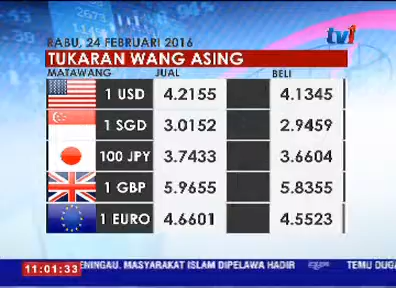 RABU, 24 FEBRUARI 2016
tv1
TUKARAN WANG ASING
MATAWANG JUAL BELI
1 USD 4.2155 4.1345
1 SGD 3.0152 2.9459
100 JPY 3.7433 3.6604
1 GBP 5.9655 5.8355
1 EURO 4.6601 4.5523
11:01:33 ENINGAU. MASYARAKAT ISLAM DIPELAWA HADIR TEMU DUGA